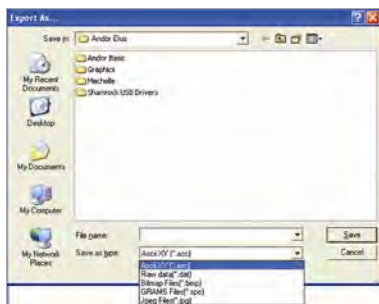 Export As...
Save in: Andor iDus
Andor Basic
Graphics
Mechelle
Shamrock USB Drivers
My Recent
Documents
Desktop
My Documents
My Computer
My Network
Places
File name:
Save
Save as type: Ascii XY (*.asc)
Cancel
Ascii XY (*.asc)
Raw data(*.dat)
Bitmap Files(*.bmp)
GRAMS Files(*.spc)
Jpeg Files(*.jpg)